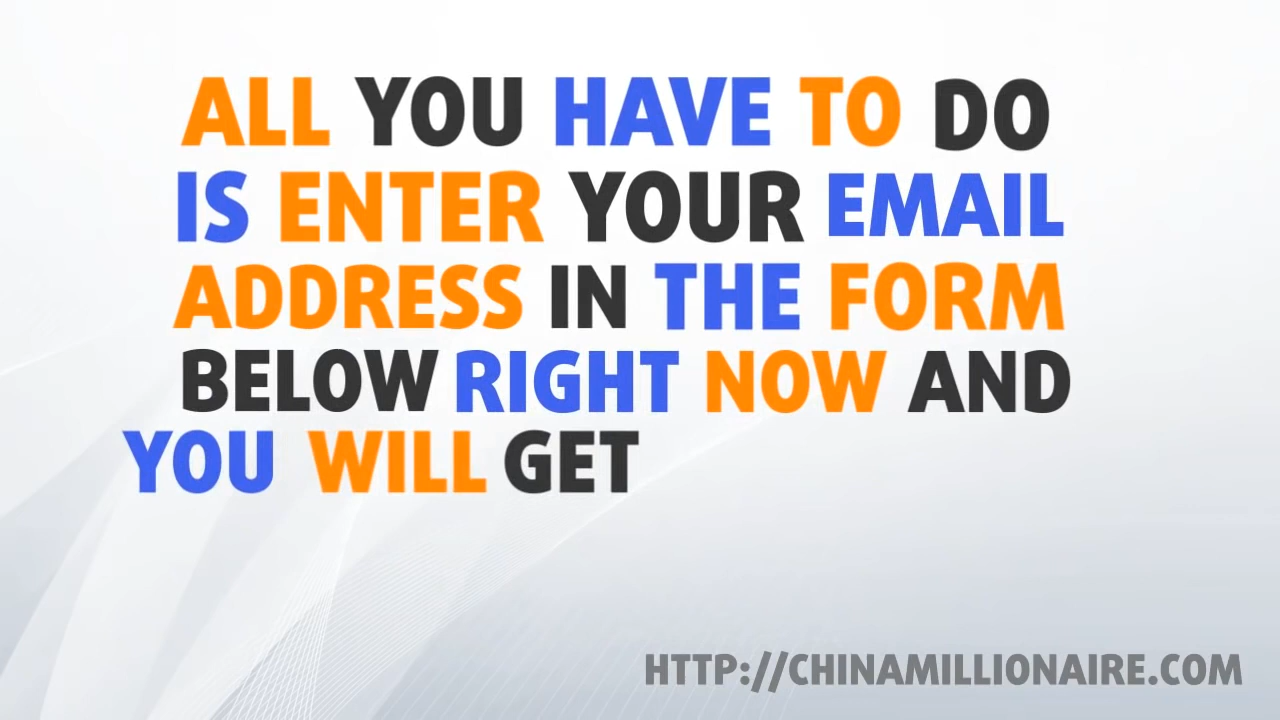 ALL YOU HAVE TO DO
IS ENTER YOUR EMAIL
ADDRESS IN THE FORM
BELOW RIGHT NOW AND
YOU WILL GET
HTTP://CHINAMILLIONAIRE.COM